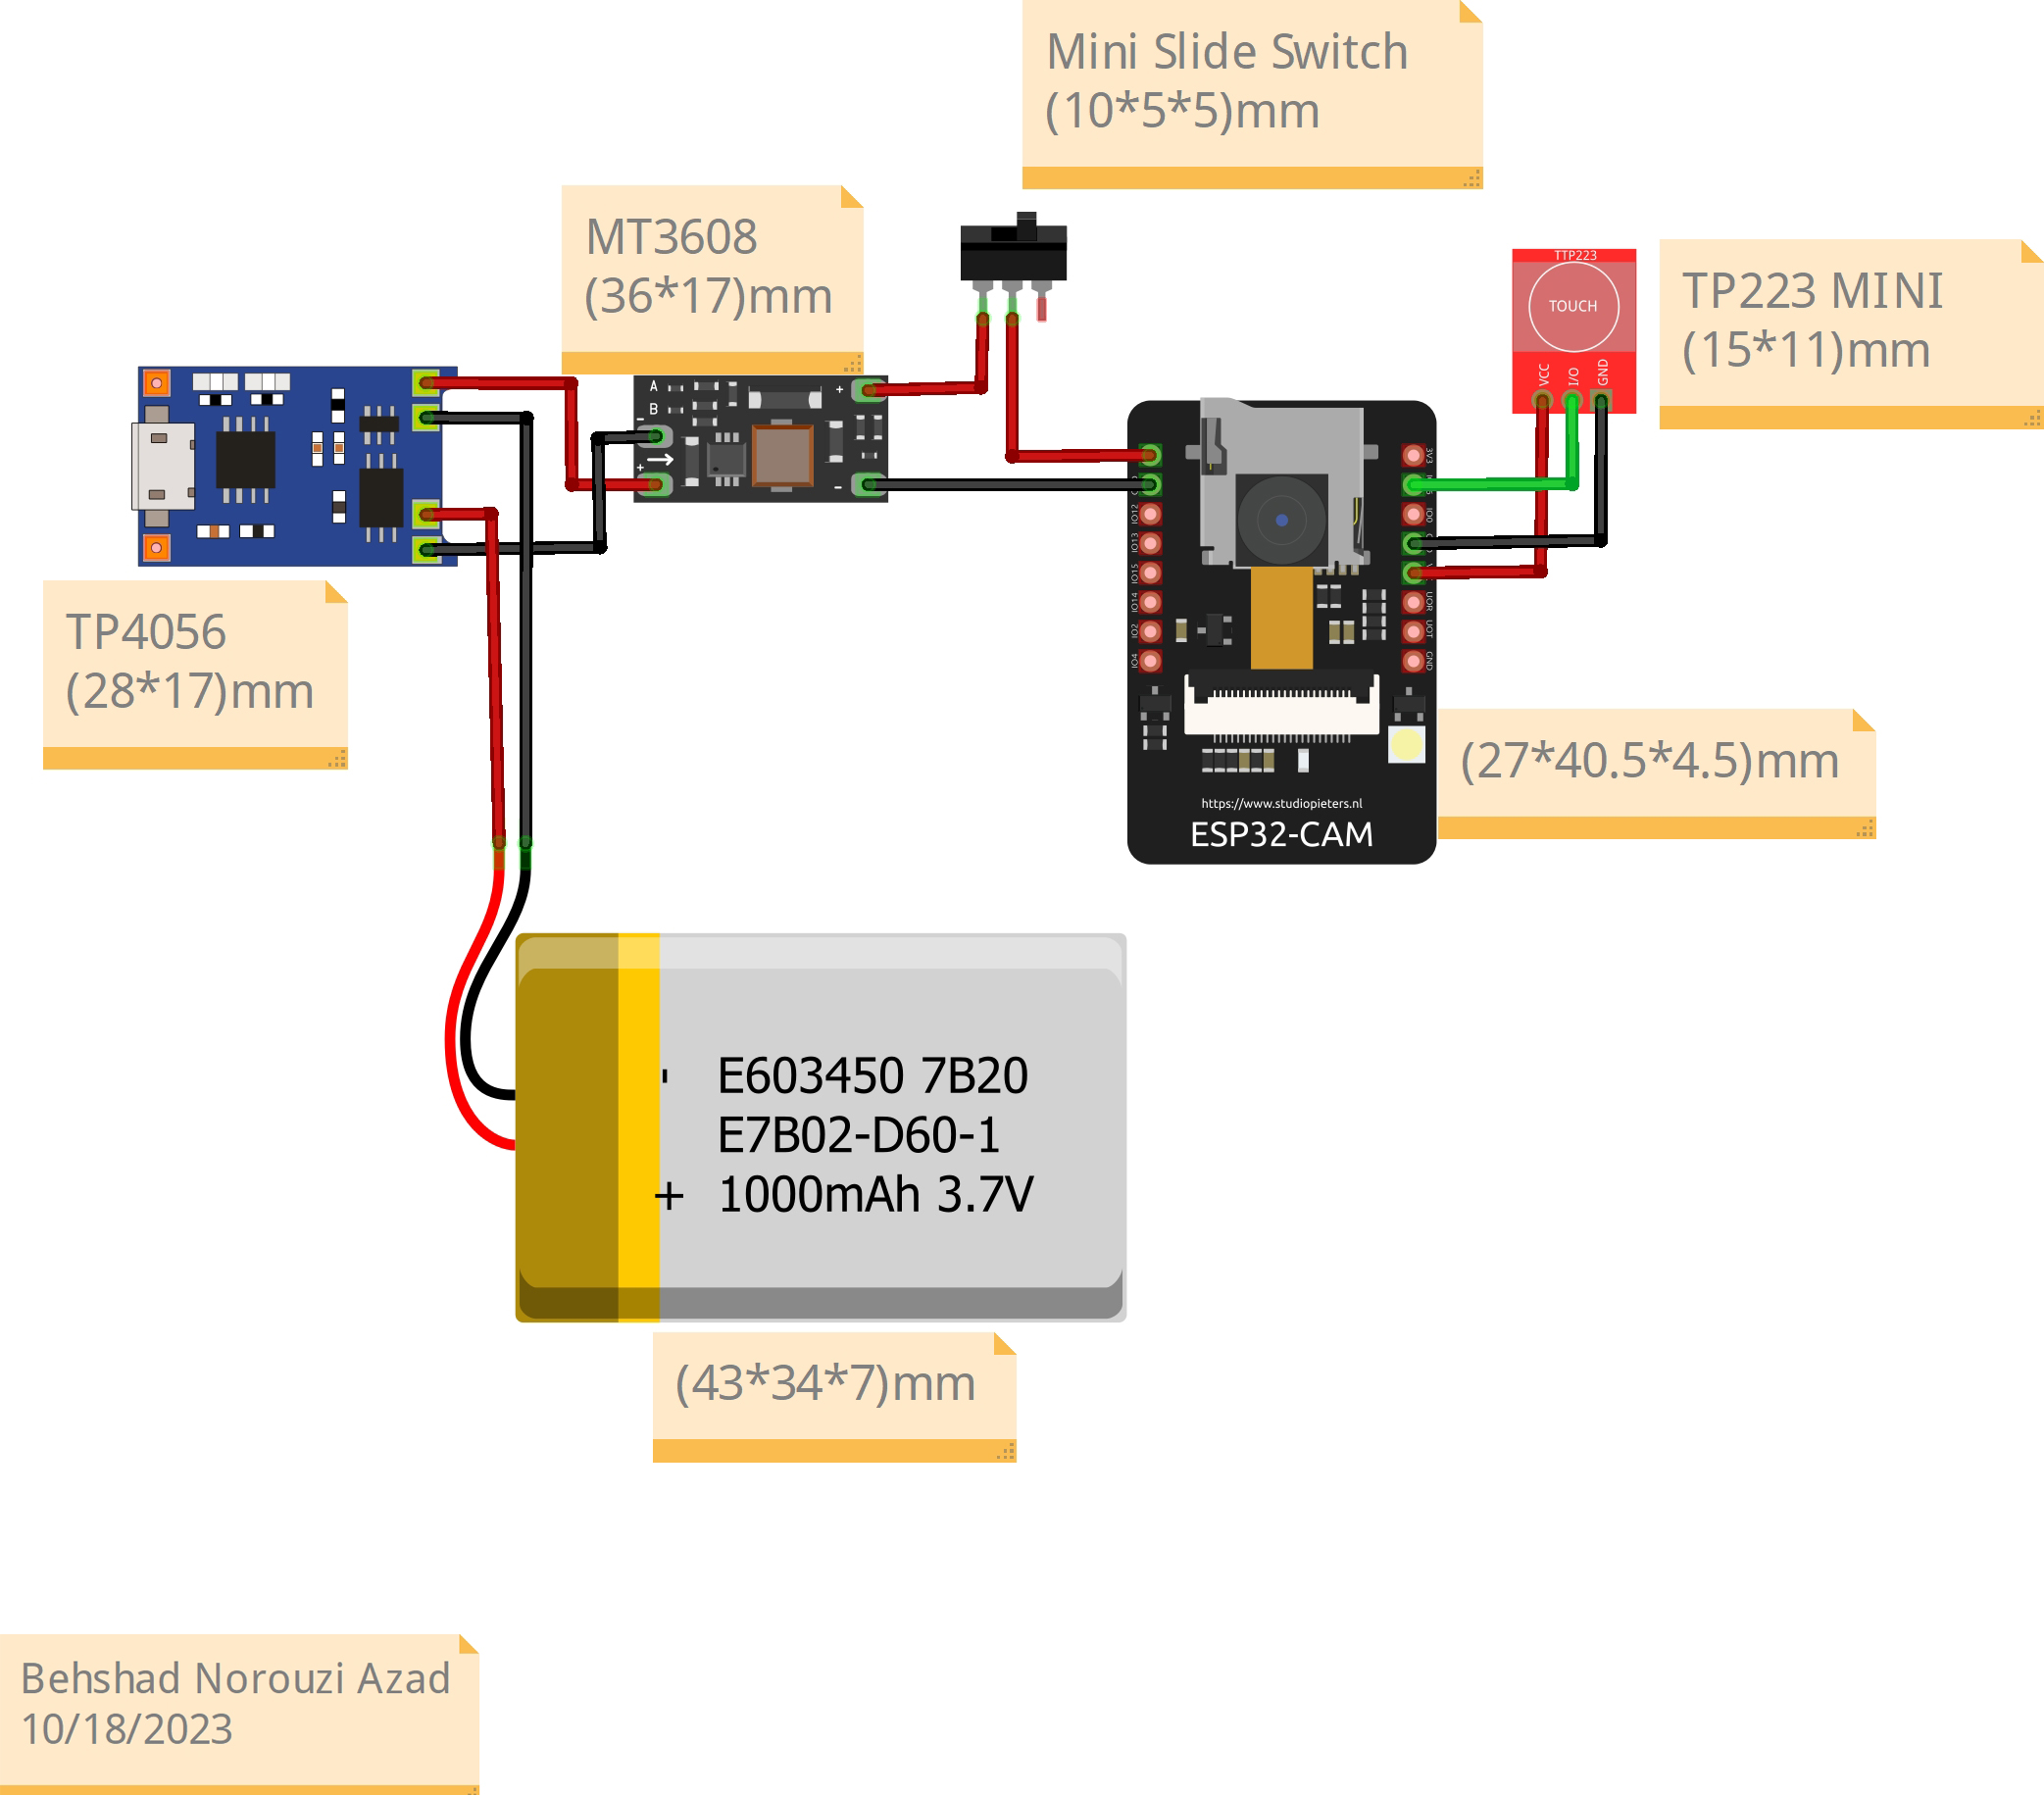 Mini Slide Switch
(10*5*5)mm
MT3608
(36*17)mm
TTP223
TOUCH
VCC
I/O
GND
TP223 MINI
(15*11)mm
A
B
-
+
+
-
TP4056
(28*17)mm
IO12
IO13
IO15
IO14
IO2
IO4
3V3
IO0
UOR
UOT
GND
https://www.studiopieters.nl
ESP32-CAM
(27*40.5*4.5)mm
- E603450 7B20
E7B02-D60-1
+ 1000mAh 3.7V
(43*34*7)mm
Behshad Norouzi Azad
10/18/2023